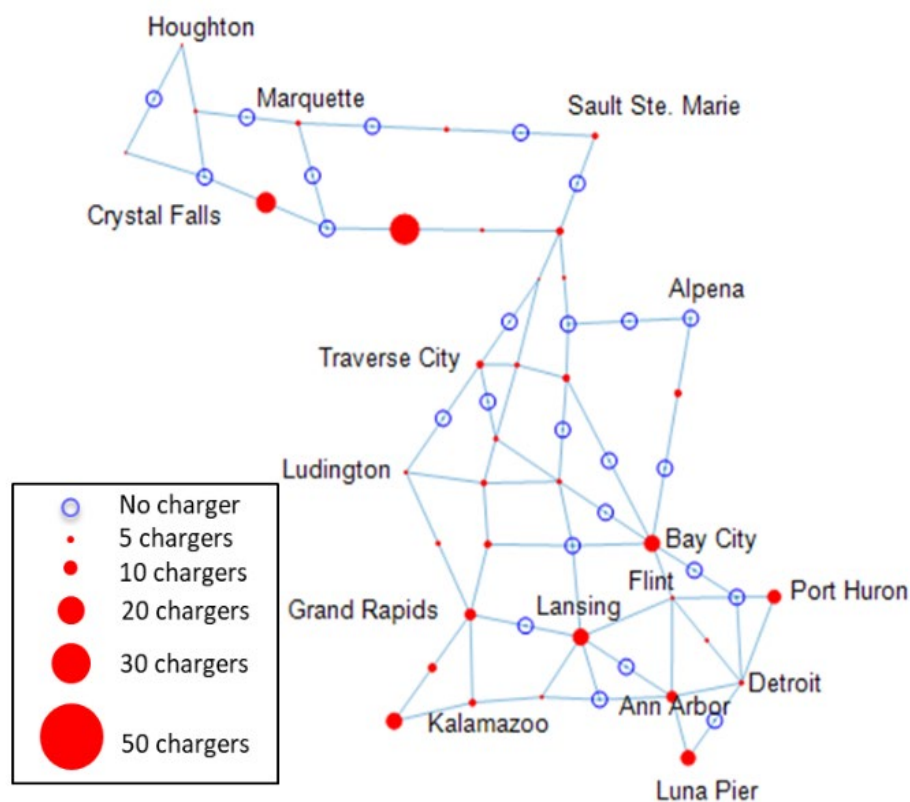 Houghton
Marquette
Sault Ste. Marie
Crystal Falls
Alpena
Traverse City
Ludington
No charger
5 chargers
10 chargers
20 chargers
30 chargers
50 chargers
Bay City
Flint
Port Huron
Grand Rapids
Lansing
Detroit
Ann Arbor
Kalamazoo
Luna Pier